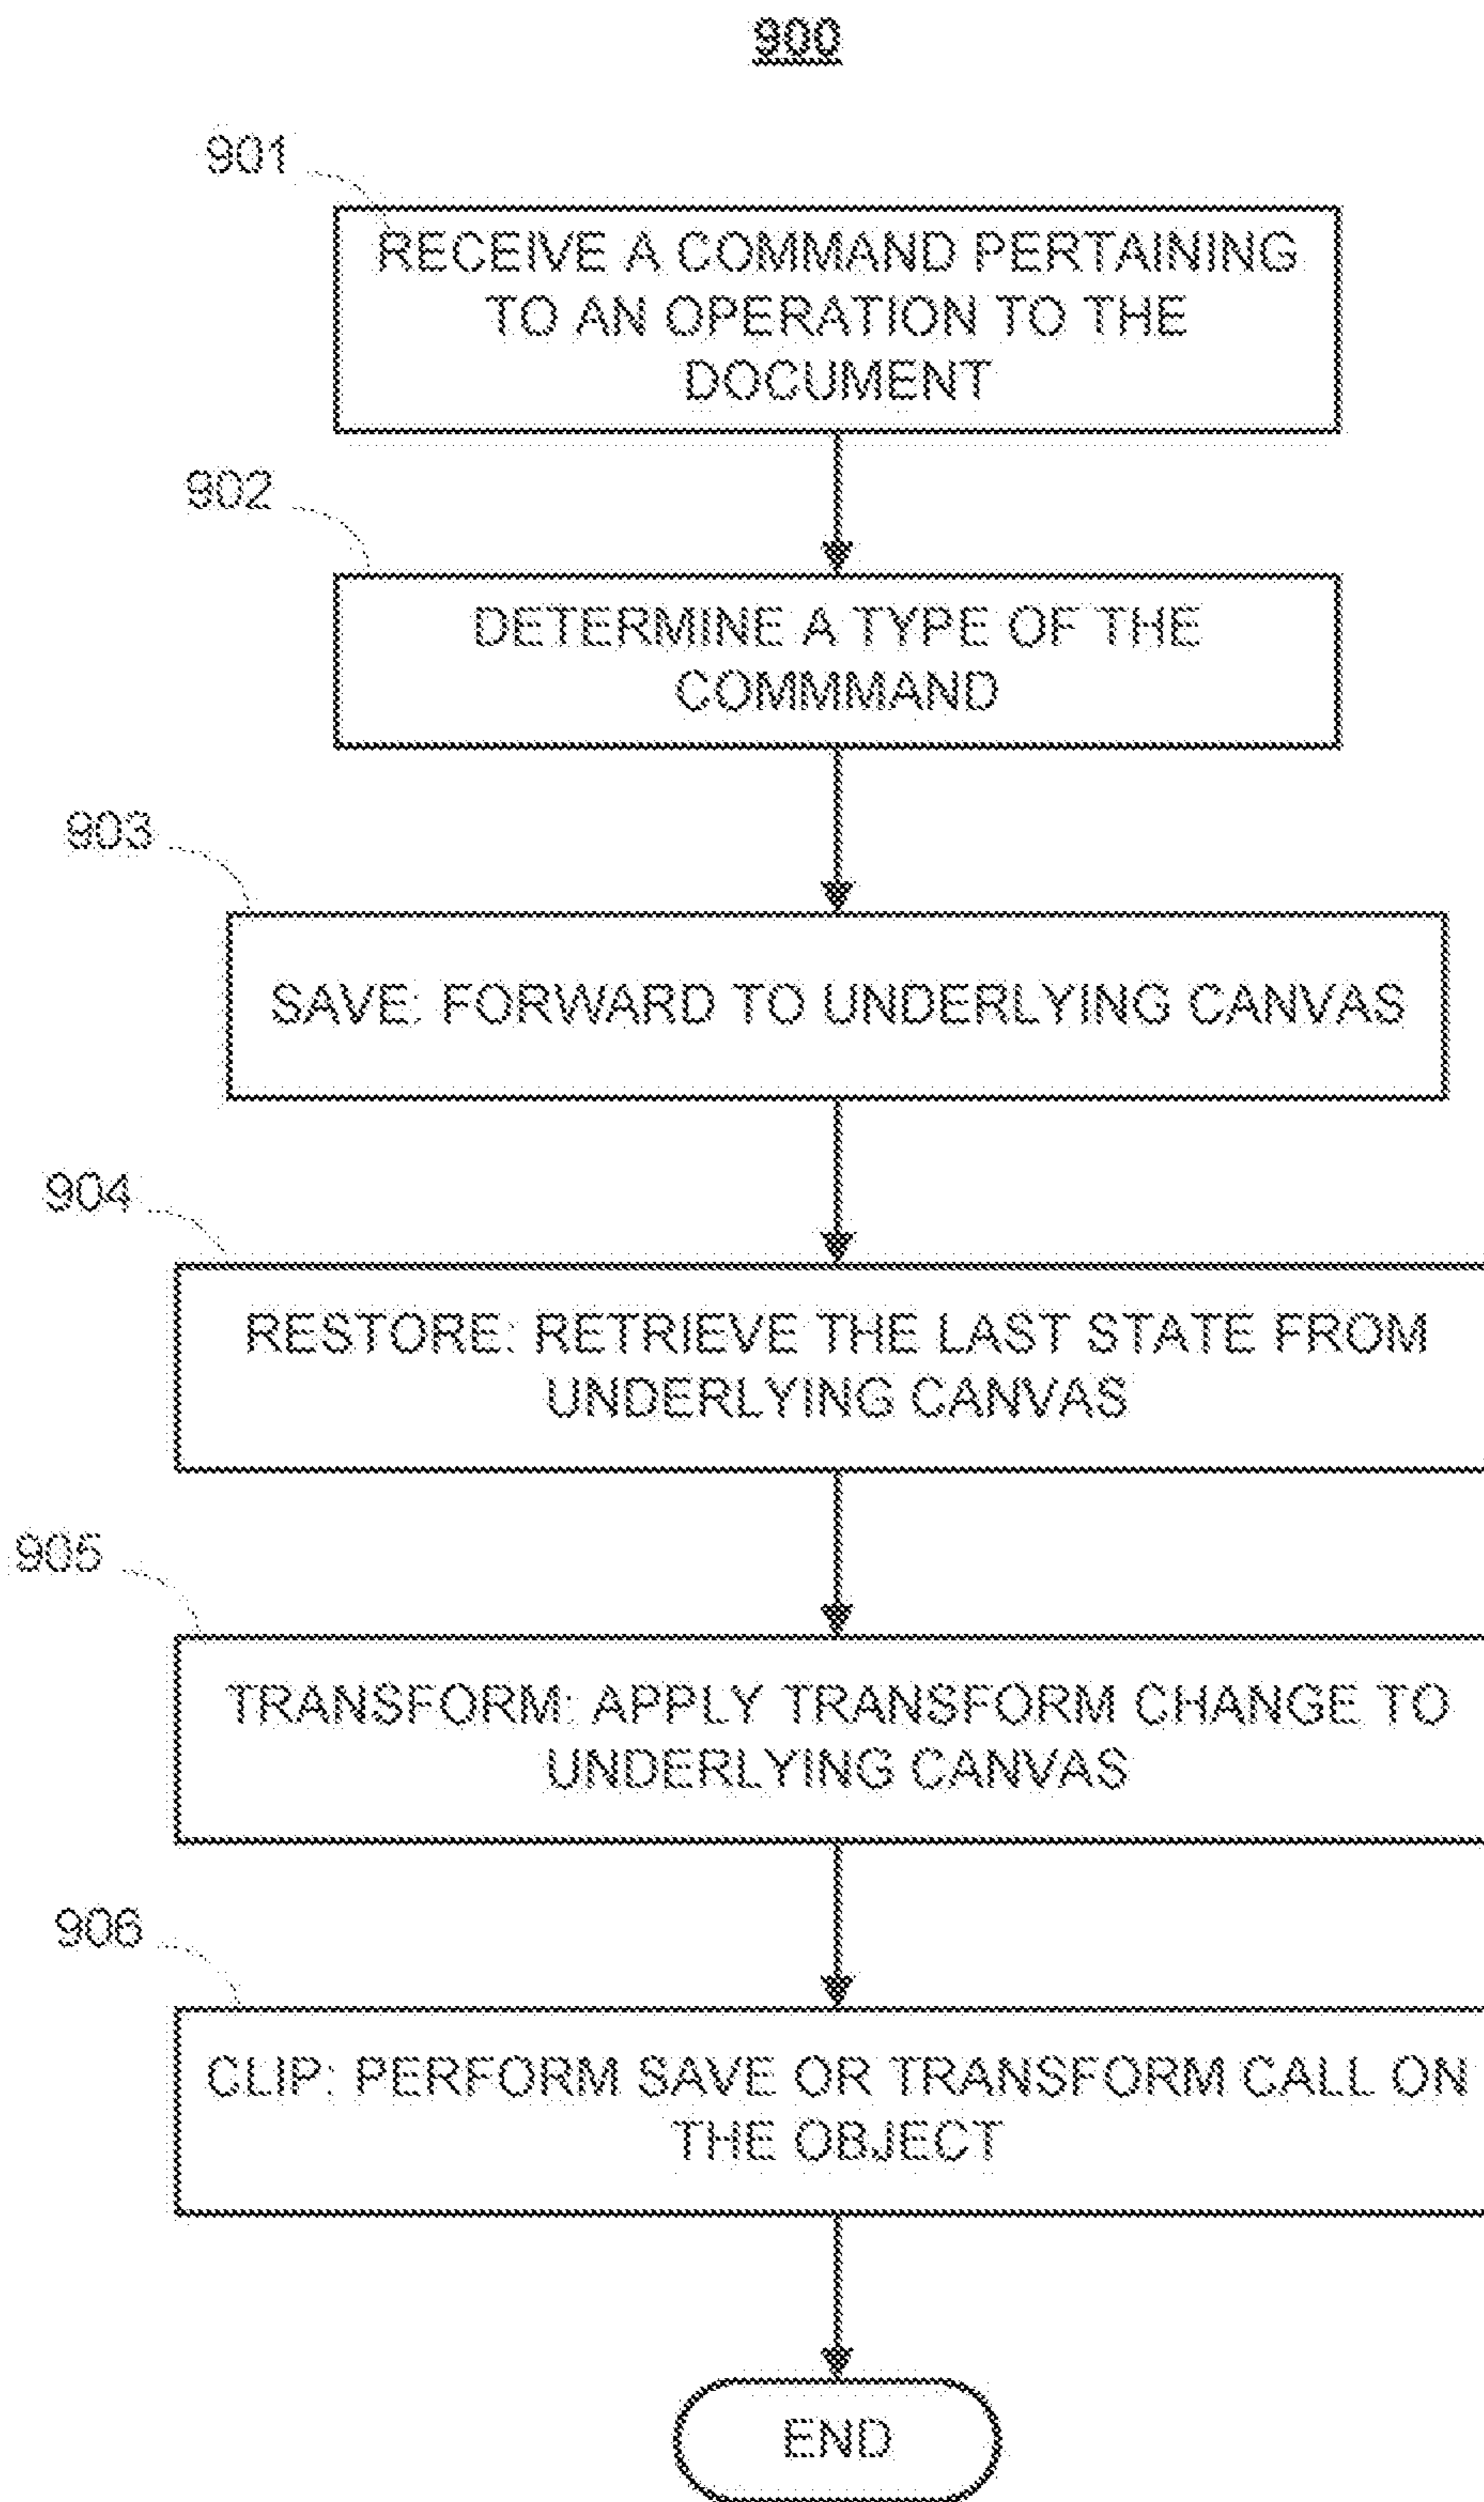 900
901
RECEIVE A COMMAND PERTAINING
TO AN OPERATION TO THE
DOCUMENT
902
DETERMINE A TYPE OF THE
COMMMAND
903
SAVE: FORWARD TO UNDERLYING CANVAS
904
RESTORE: RETRIEVE THE LAST STATE FROM
UNDERLYING CANVAS
905
TRANSFORM: APPLY TRANSFORM CHANGE TO
UNDERLYING CANVAS
906
CLIP: PERFORM SAVE OR TRANSFORM CALL ON
THE OBJECT
END